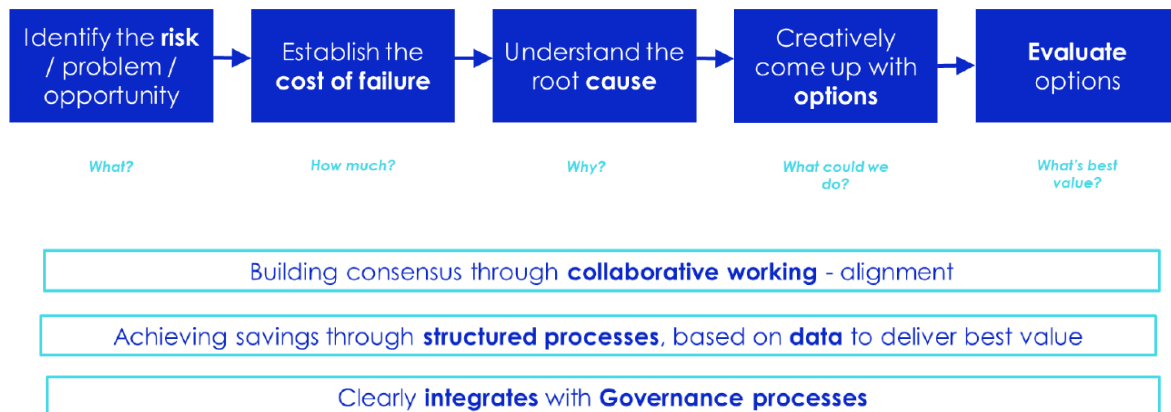 Identify the risk
/ problem /
opportunity
Establish the
cost of failure
Understand the
root cause
Creatively
come up with
options
Evaluate
options
What?
How much?
Why?
What could we
do?
What's best
value?
Building consensus through collaborative working - alignment
Achieving savings through structured processes, based on data to deliver best value
Clearly integrates with Governance processes